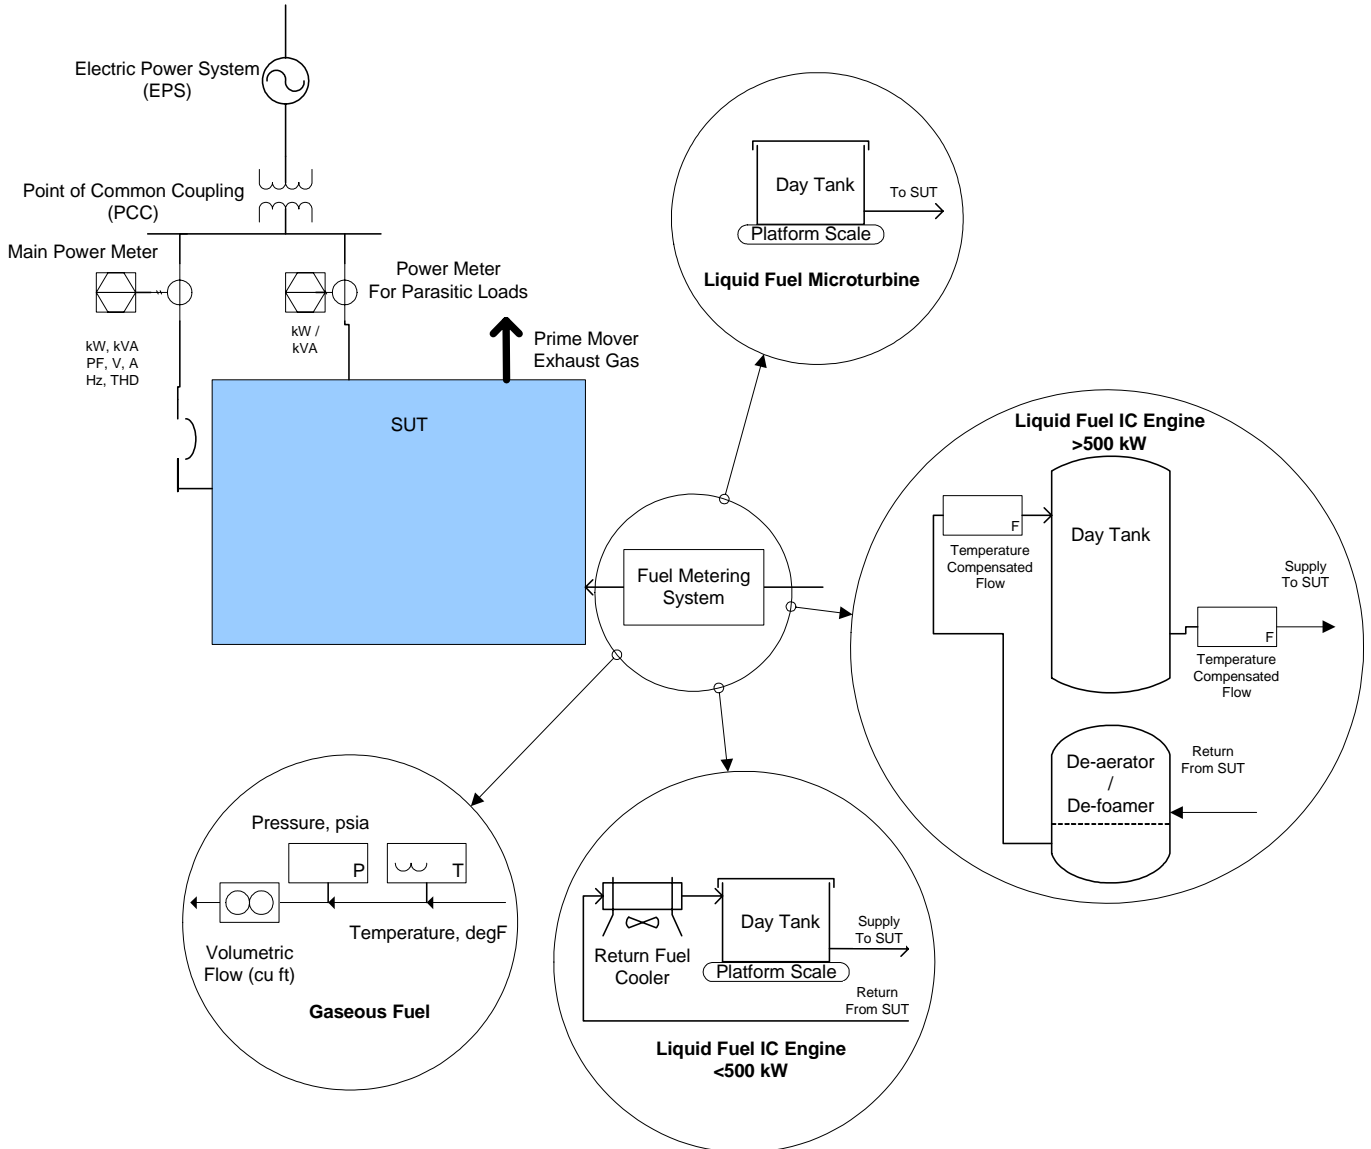 Electric Power System
(EPS)
Point of Common Coupling
(PCC)
Main Power Meter
Power Meter
For Parasitic Loads
kW, kVA
PF, V, A
Hz, THD
kW /
kVA
Prime Mover
Exhaust Gas
SUT
Fuel Metering
System
Day Tank
To SUT
Platform Scale
Liquid Fuel Microturbine
Liquid Fuel IC Engine
>500 kW
F
Temperature
Compensated
Flow
Day Tank
Supply
To SUT
F
Temperature
Compensated
Flow
De-aerator
/
De-foamer
Return
From SUT
Pressure, psia
P
T
Temperature, degF
Volumetric
Flow (cu ft)
Gaseous Fuel
Day Tank
Supply
To SUT
Return Fuel
Cooler
Platform Scale
Return
From SUT
Liquid Fuel IC Engine
<500 kW